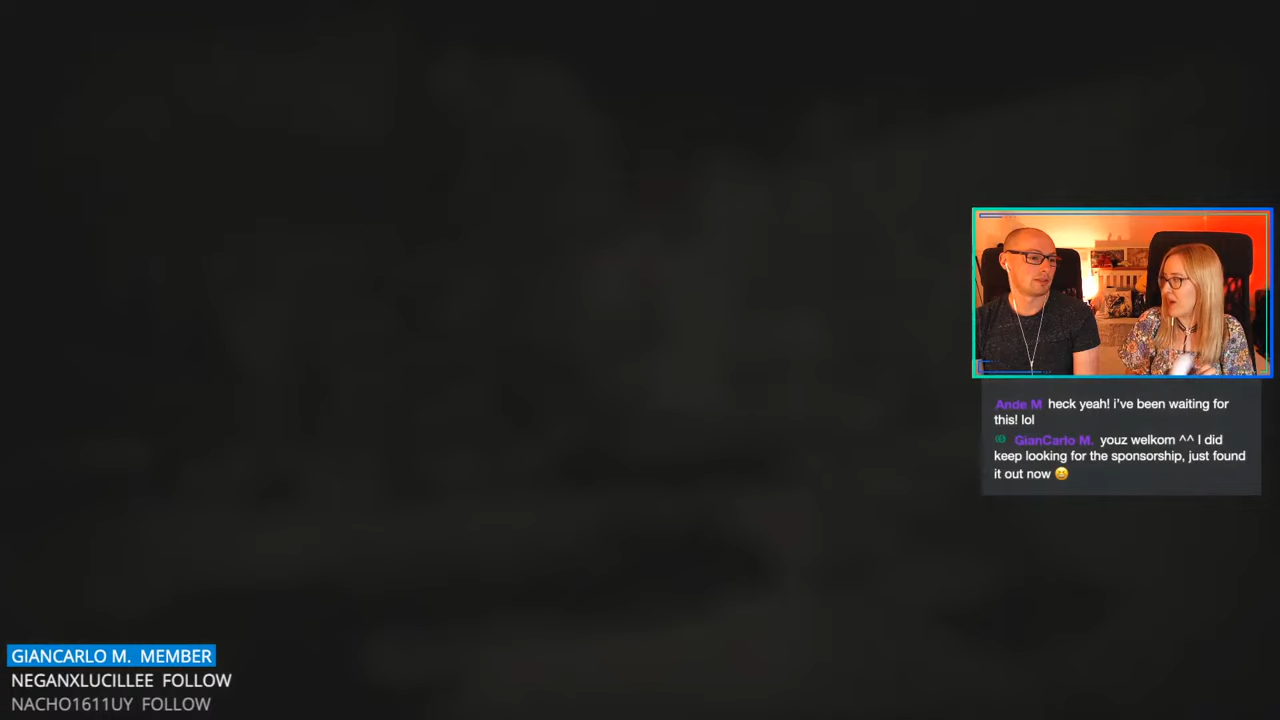 Ande M heck yeah! i've been waiting for
this! lol
GianCarlo M. youz welkom ^^ I did
keep looking for the sponsorship, just found
it out now 😆
GIANCARLO M. MEMBER
NEGANXLUCILLEE FOLLOW
NACHO1611UY FOLLOW